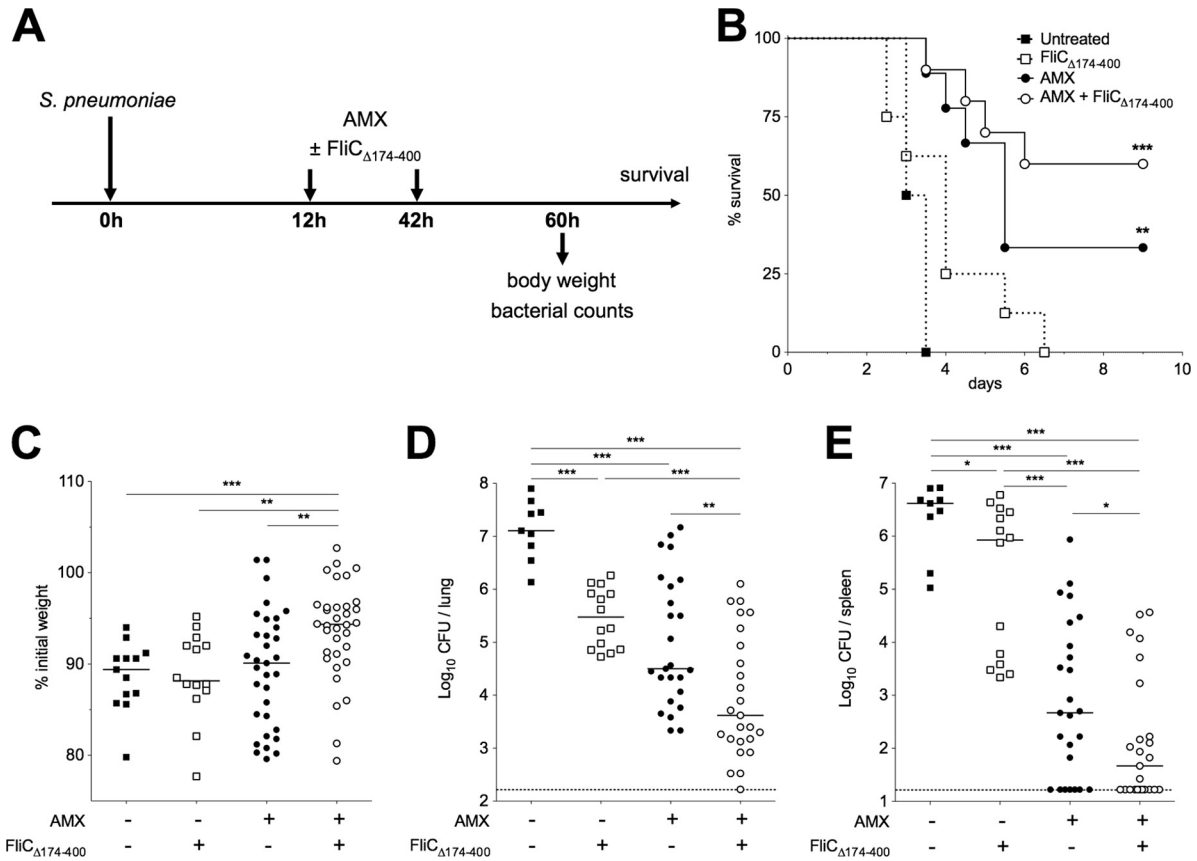 A
S. pneumoniae
AMX
± FliCΔ174-400
survival
0h
12h
42h
60h
body weight
bacterial counts
B
Untreated
FliCΔ174-400
AMX
AMX + FliCΔ174-400
% survival
100
75
50
25
0
***
**
0 2 4 6 8 10
days
C
% initial weight
110
100
90
80
***
**
**
AMX - - + +
FliCΔ174-400 - + - +
D
Log10 CFU / lung
8
7
6
5
4
3
2
***
***
*** ***
**
AMX - - + +
FliCΔ174-400 - + - +
E
Log10 CFU / spleen
7
6
5
4
3
2
1
***
***
* ***
***
*
AMX - - + +
FliCΔ174-400 - + - +